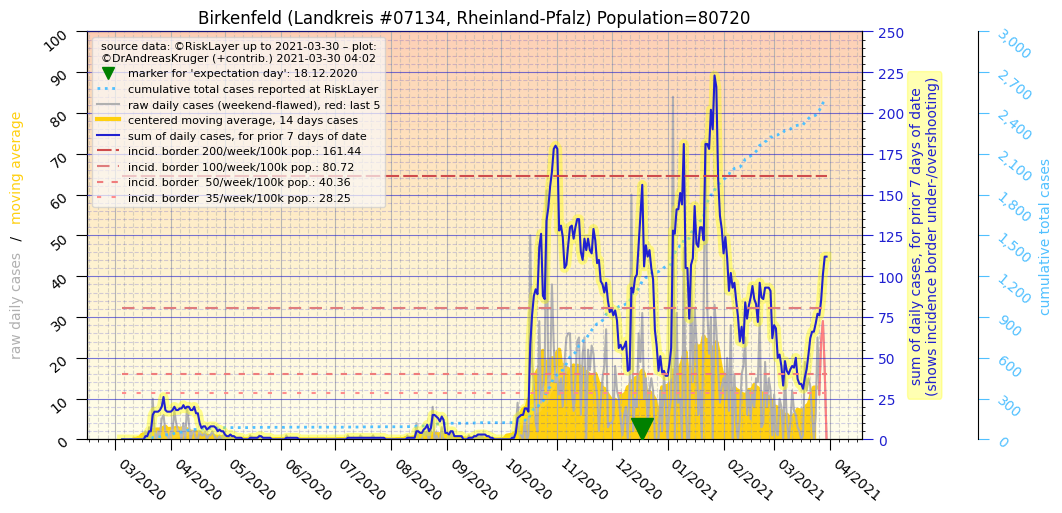 Birkenfeld (Landkreis #07134, Rheinland-Pfalz) Population=80720
source data: ©RiskLayer up to 2021-03-30 – plot:
©DrAndreasKruger (+contrib.) 2021-03-30 04:02
marker for 'expectation day': 18.12.2020
cumulative total cases reported at RiskLayer
raw daily cases (weekend-flawed), red: last 5
centered moving average, 14 days cases
sum of daily cases, for prior 7 days of date
incid. border 200/week/100k pop.: 161.44
incid. border 100/week/100k pop.: 80.72
incid. border  50/week/100k pop.: 40.36
incid. border  35/week/100k pop.: 28.25
raw daily cases  /  moving average
100
90
80
70
60
50
40
30
20
10
0
03/2020
04/2020
05/2020
06/2020
07/2020
08/2020
09/2020
10/2020
11/2020
12/2020
01/2021
02/2021
03/2021
04/2021
250
225
200
175
150
125
100
75
50
25
0
sum of daily cases, for prior 7 days of date
(shows incidence border under-/overshooting)
3,000
2,700
2,400
2,100
1,800
1,500
1,200
900
600
300
0
cumulative total cases